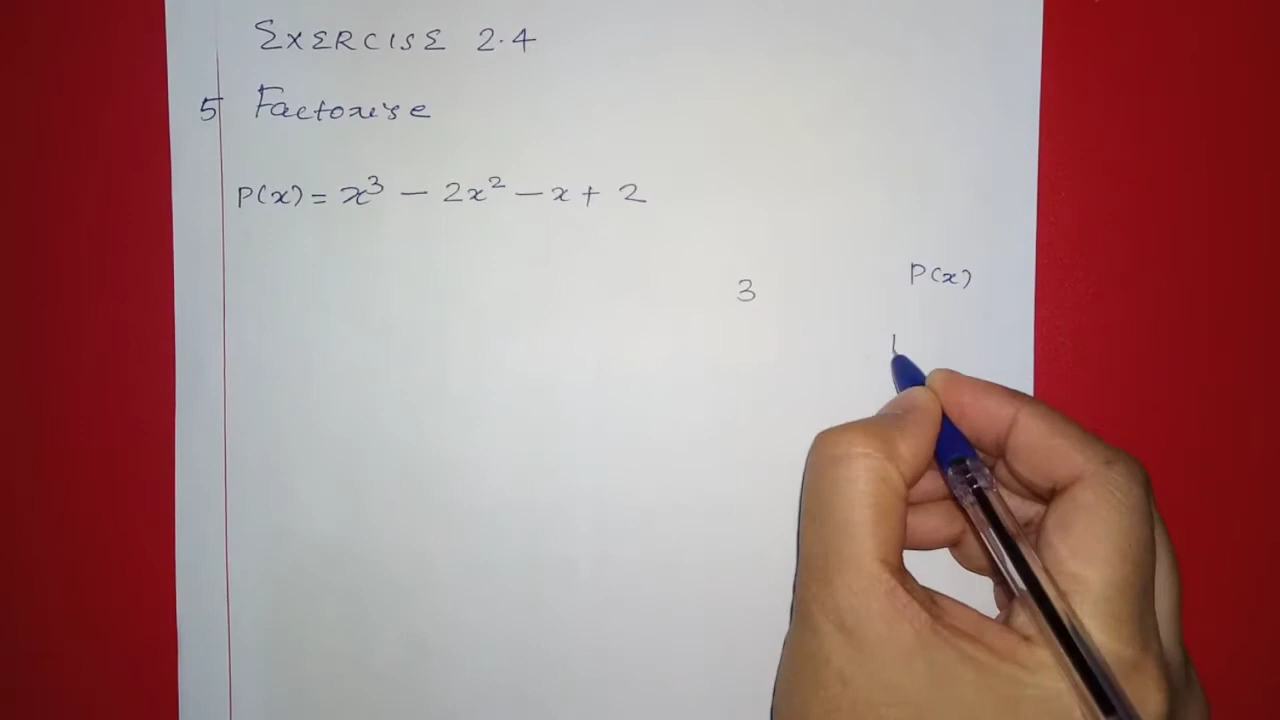 EXERCISE 2.4
5 Factorise
P(x) = x³ - 2x² - x + 2
P(x)
3